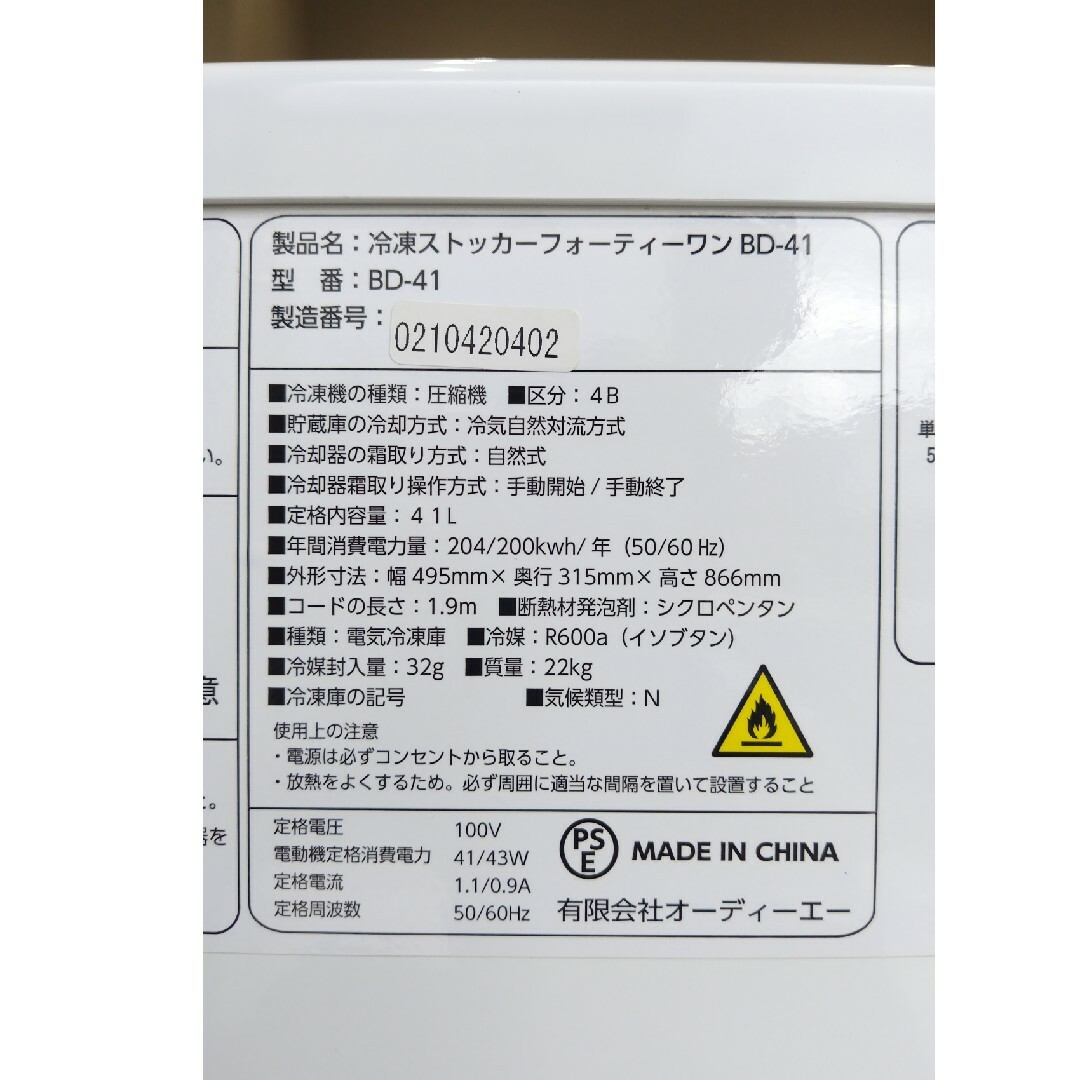 製品名：冷凍ストッカーフォーティーワン BD-41
型　番：BD-41
製造番号：0210420402
■冷凍機の種類：圧縮機　■区分：４B
■貯蔵庫の冷却方式：冷気自然対流方式
■冷却器の霜取り方式：自然式
■冷却器霜取り操作方式：手動開始 / 手動終了
■定格内容量：４１L
■年間消費電力量：204/200kwh/ 年（50/60 Hz）
■外形寸法：幅 495mm× 奥行 315mm× 高さ 866mm
■コードの長さ：1.9m　■断熱材発泡剤：シクロペンタン
■種類：電気冷凍庫　■冷媒：R600a（イソブタン）
■冷媒封入量：32g　■質量：22kg
■冷凍庫の記号　■気候類型：N
使用上の注意
・電源は必ずコンセントから取ること。
・放熱をよくするため。必ず周囲に適当な間隔を置いて設置すること
定格電圧　100V
電動機定格消費電力　41/43W
定格電流　1.1/0.9A
定格周波数　50/60Hz
PSE
MADE IN CHINA
有限会社オーディーエー
い。
意
器を
単
5